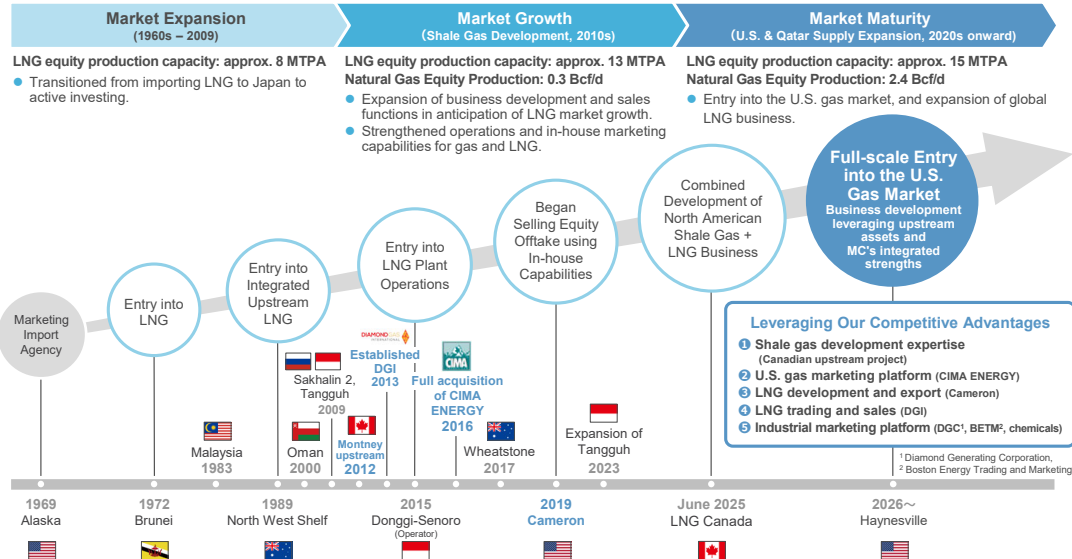 Market Expansion
(1960s – 2009)
Market Growth
(Shale Gas Development, 2010s)
Market Maturity
(U.S. & Qatar Supply Expansion, 2020s onward)
LNG equity production capacity: approx. 8 MTPA
● Transitioned from importing LNG to Japan to
active investing.
LNG equity production capacity: approx. 13 MTPA
Natural Gas Equity Production: 0.3 Bcf/d
● Expansion of business development and sales
functions in anticipation of LNG market growth.
● Strengthened operations and in-house marketing
capabilities for gas and LNG.
LNG equity production capacity: approx. 15 MTPA
Natural Gas Equity Production: 2.4 Bcf/d
● Entry into the U.S. gas market, and expansion of global
LNG business.
Marketing
Import
Agency
Entry into
LNG
Entry into
Integrated
Upstream
LNG
Entry into
LNG Plant
Operations
Began
Selling Equity
Offtake using
In-house
Capabilities
Combined
Development of
North American
Shale Gas +
LNG Business
Full-scale Entry
into the U.S.
Gas Market
Business development
leveraging upstream
assets and
MC's integrated
strengths
Malaysia
1983
Oman
2000
Sakhalin 2,
Tangguh
2009
Montney
upstream
2012
DIAMOND GAS
INTERNATIONAL
Established
DGI
2013
CIMA
Full acquisition
of CIMA
ENERGY
2016
Wheatstone
2017
Expansion of
Tangguh
2023
Leveraging Our Competitive Advantages
1 Shale gas development expertise
(Canadian upstream project)
2 U.S. gas marketing platform (CIMA ENERGY)
3 LNG development and export (Cameron)
4 LNG trading and sales (DGI)
5 Industrial marketing platform (DGC¹, BETM², chemicals)
¹ Diamond Generating Corporation,
² Boston Energy Trading and Marketing
1969
Alaska
1972
Brunei
1989
North West Shelf
2015
Donggi-Senoro
(Operator)
2019
Cameron
June 2025
LNG Canada
2026～
Haynesville